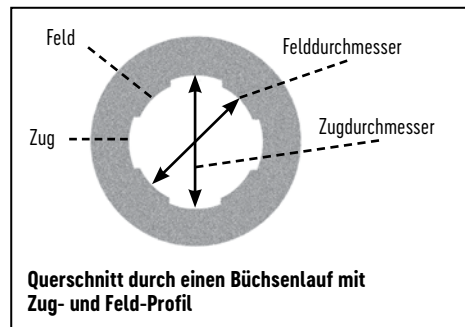 Feld
Felddurchmesser
Zug
Zugdurchmesser
Querschnitt durch einen Büchsenlauf mit
Zug- und Feld-Profil